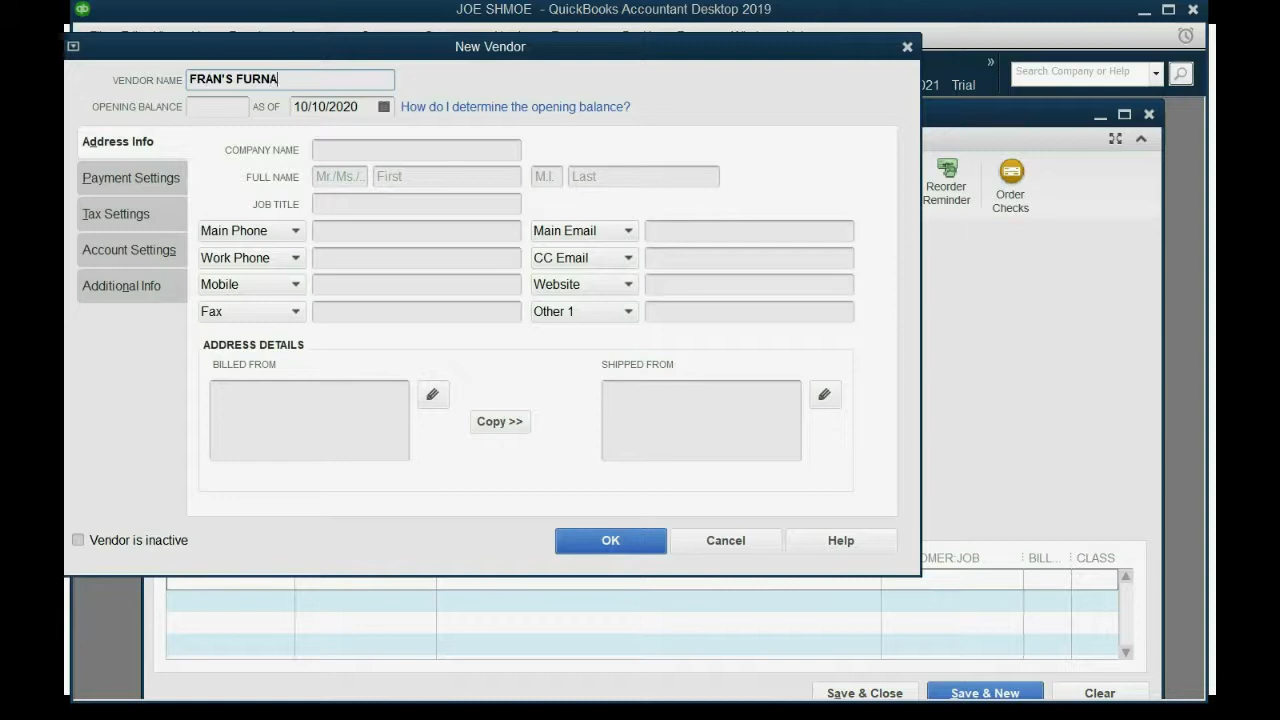 JOE SHMOE - QuickBooks Accountant Desktop 2019
New Vendor
VENDOR NAME FRAN'S FURNA
OPENING BALANCE AS OF 10/10/2020 How do I determine the opening balance?
» Search Company or Help
021 Trial
Address Info
Payment Settings
Tax Settings
Account Settings
Additional Info
COMPANY NAME
FULL NAME Mr./Ms./.. First M.I. Last
JOB TITLE
Main Phone Main Email
Work Phone CC Email
Mobile Website
Fax Other 1
ADDRESS DETAILS
BILLED FROM SHIPPED FROM
Copy >>
Vendor is inactive
OK Cancel Help
Reorder Reminder
Order Checks
OMER:JOB BILL... CLASS
Save & Close Save & New Clear